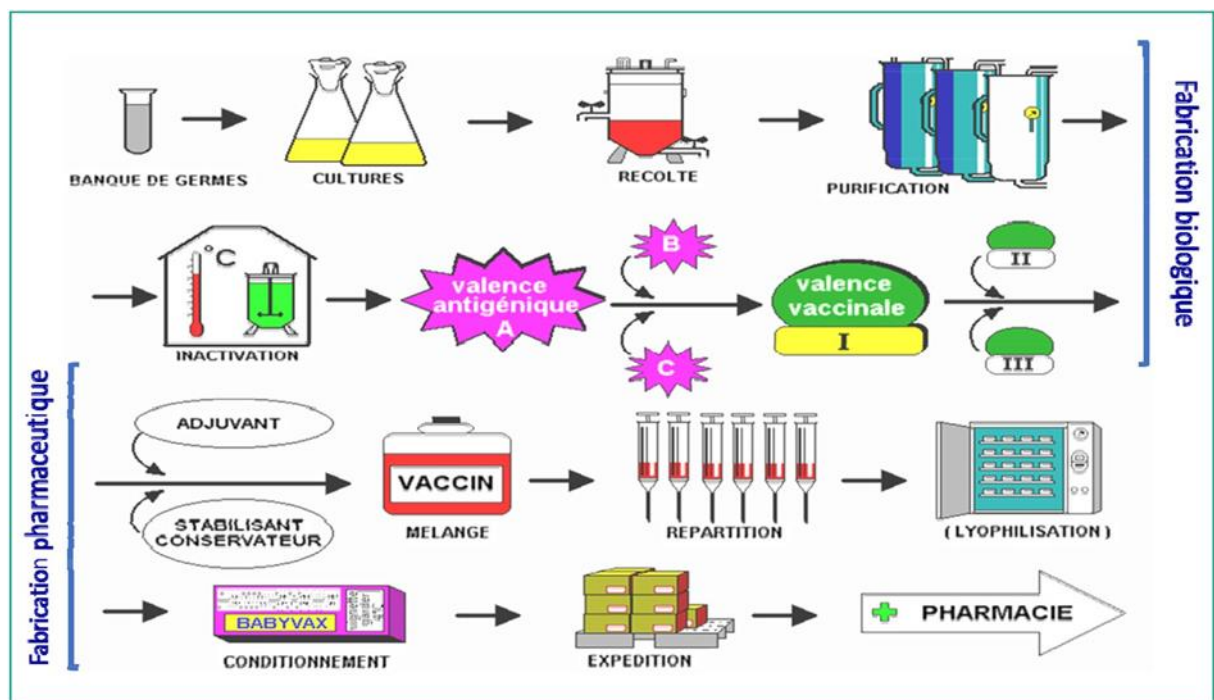 BANQUE DE GERMES
CULTURES
RECOLTE
PURIFICATION
Fabrication biologique
°C
INACTIVATION
valence
antigénique
A
B
C
valence
vaccinale
I
II
III
Fabrication pharmaceutique
ADJUVANT
STABILISANT
CONSERVATEUR
VACCIN
MELANGE
REPARTITION
( LYOPHILISATION )
BABYVAX
CONDITIONNEMENT
EXPEDITION
PHARMACIE